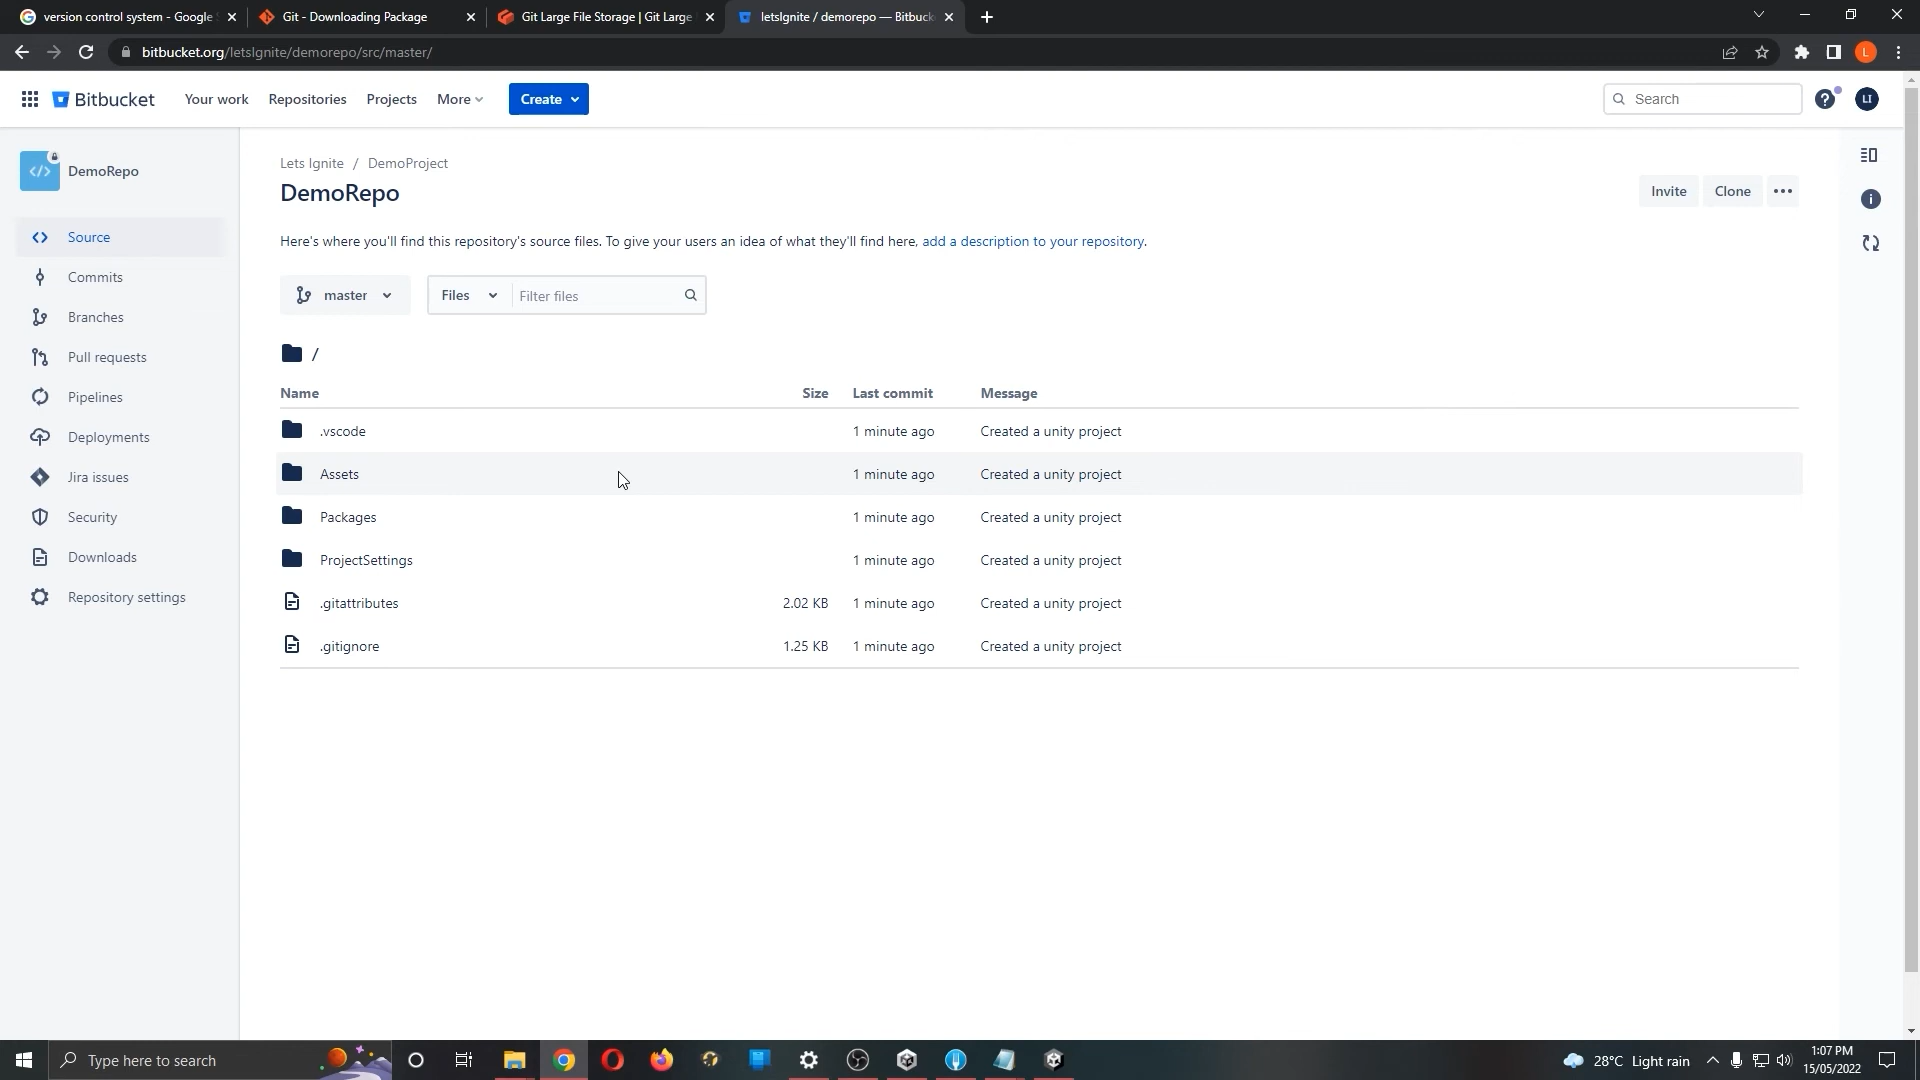 version control system - Google
Git - Downloading Package
Git Large File Storage | Git Large
letsIgnite / demorepo — Bitbuck
bitbucket.org/letsIgnite/demorepo/src/master/
L
Bitbucket
Your work
Repositories
Projects
More
Create
Search
LI
DemoRepo
Source
Commits
Branches
Pull requests
Pipelines
Deployments
Jira issues
Security
Downloads
Repository settings
Lets Ignite / DemoProject
DemoRepo
Invite
Clone
Here's where you'll find this repository's source files. To give your users an idea of what they'll find here, add a description to your repository.
master
Files
Filter files
/
Name Size Last commit Message
.vscode 1 minute ago Created a unity project
Assets 1 minute ago Created a unity project
Packages 1 minute ago Created a unity project
ProjectSettings 1 minute ago Created a unity project
.gitattributes 2.02 KB 1 minute ago Created a unity project
.gitignore 1.25 KB 1 minute ago Created a unity project
Type here to search
28°C Light rain
1:07 PM
15/05/2022